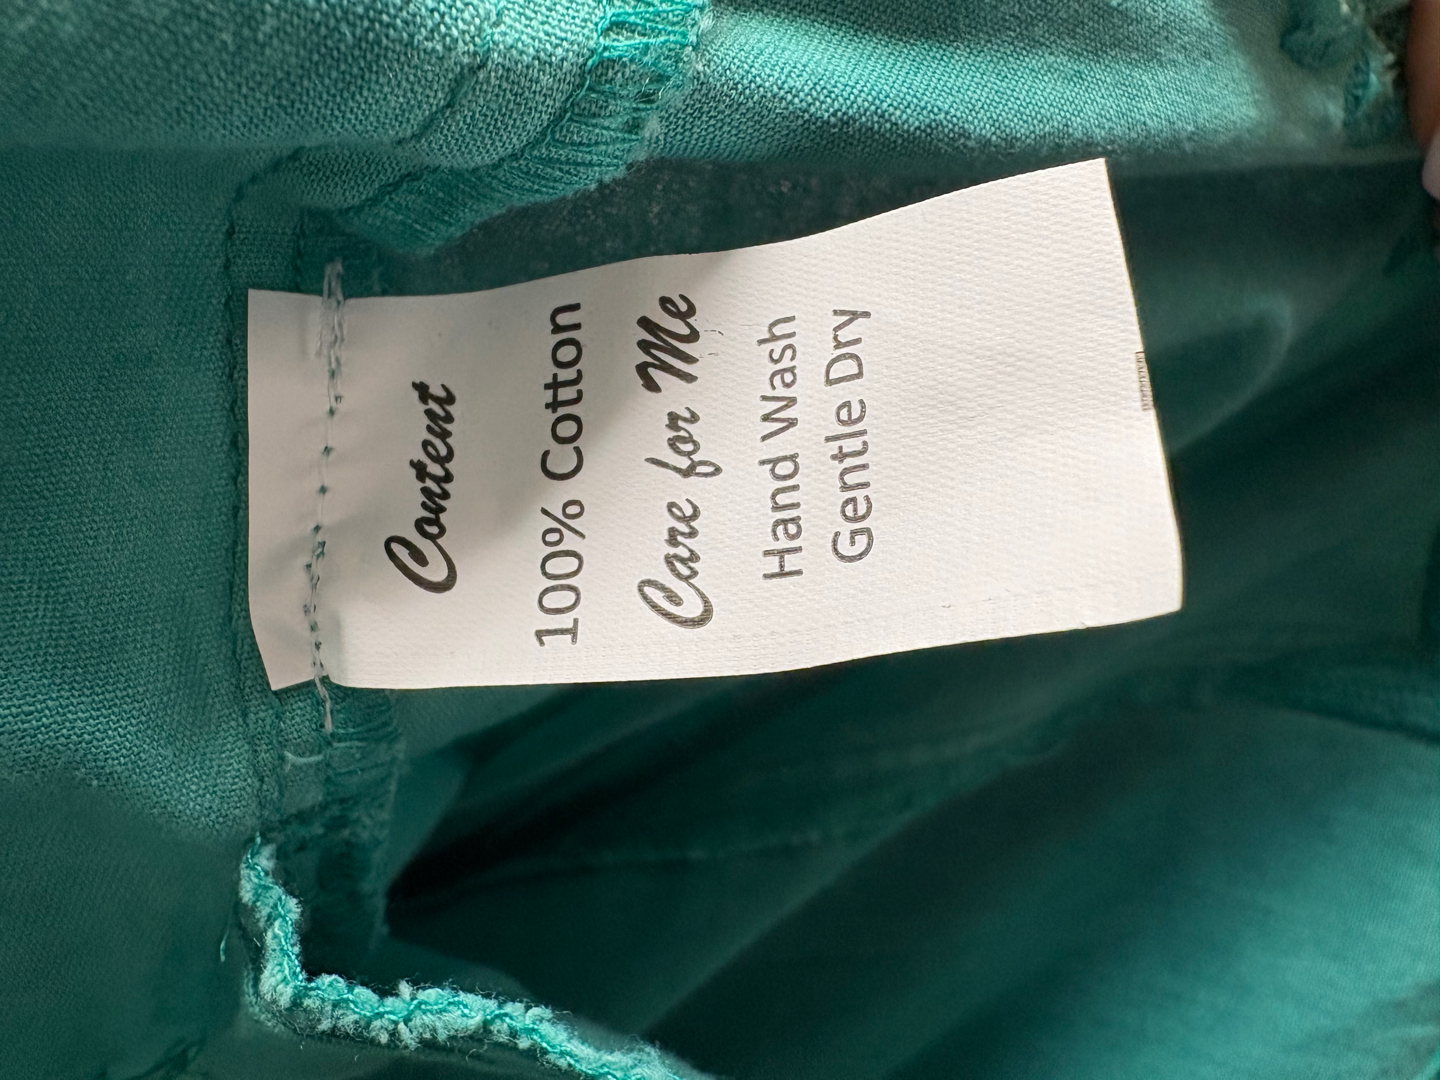 Content
100% Cotton
Care for Me
Hand Wash
Gentle Dry